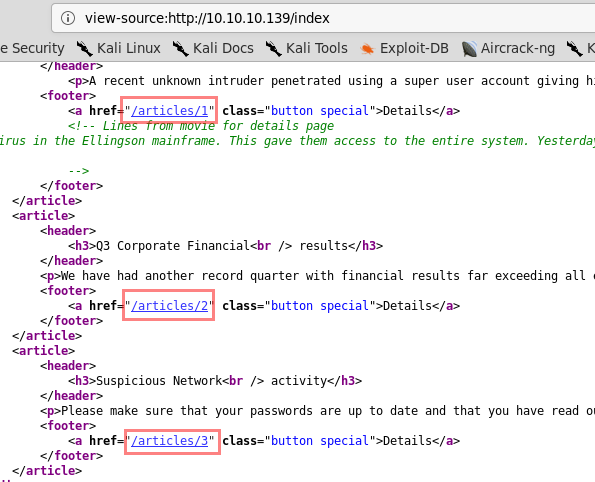 view-source:http://10.10.10.139/index
e Security Kali Linux Kali Docs Kali Tools Exploit-DB Aircrack-ng K
</header>
<p>A recent unknown intruder penetrated using a super user account giving hi
<footer>
<a href="/articles/1" class="button special">Details</a>
<!-- Lines from movie for details page
irus in the Ellingson mainframe. This gave them access to the entire system. Yesterday
-->
</footer>
</article>
<article>
<header>
<h3>Q3 Corporate Financial<br /> results</h3>
</header>
<p>We have had another record quarter with financial results far exceeding all
<footer>
<a href="/articles/2" class="button special">Details</a>
</footer>
</article>
<article>
<header>
<h3>Suspicious Network<br /> activity</h3>
</header>
<p>Please make sure that your passwords are up to date and that you have read ou
<footer>
<a href="/articles/3" class="button special">Details</a>
</footer>
</article>